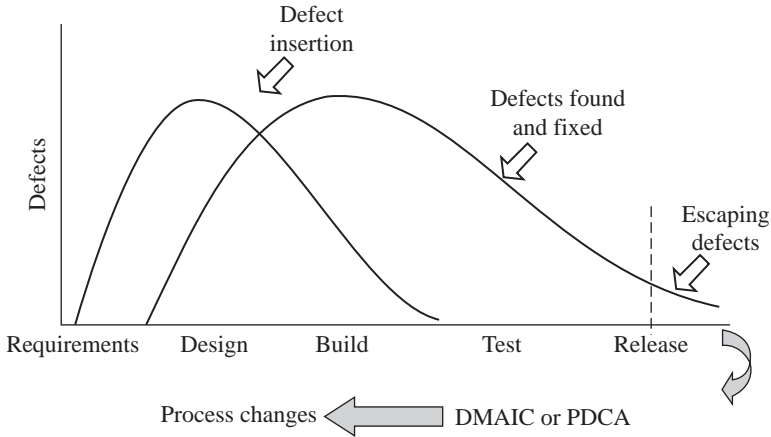 Defect
insertion
Defects found
and fixed
Escaping
defects
Defects
Requirements Design Build Test Release
Process changes DMAIC or PDCA